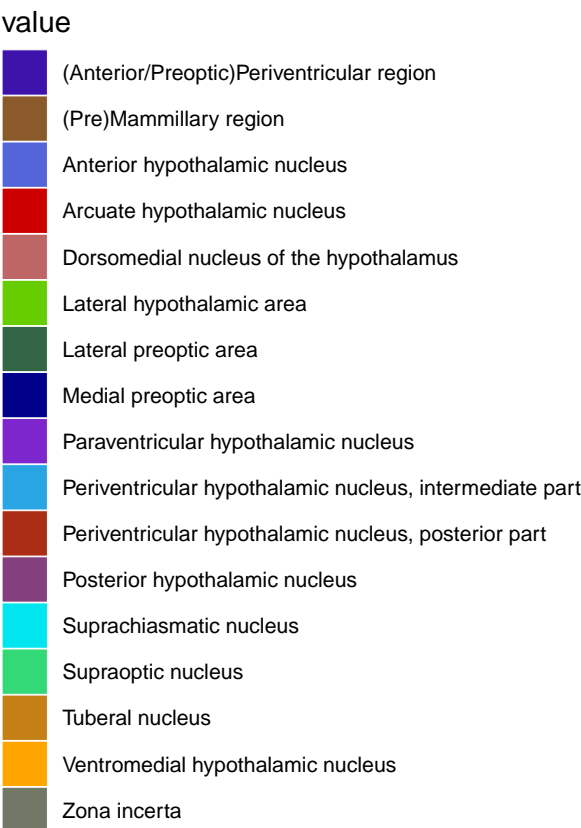 value
(Anterior/Preoptic)Periventricular region
(Pre)Mammillary region
Anterior hypothalamic nucleus
Arcuate hypothalamic nucleus
Dorsomedial nucleus of the hypothalamus
Lateral hypothalamic area
Lateral preoptic area
Medial preoptic area
Paraventricular hypothalamic nucleus
Periventricular hypothalamic nucleus, intermediate part
Periventricular hypothalamic nucleus, posterior part
Posterior hypothalamic nucleus
Suprachiasmatic nucleus
Supraoptic nucleus
Tuberal nucleus
Ventromedial hypothalamic nucleus
Zona incerta